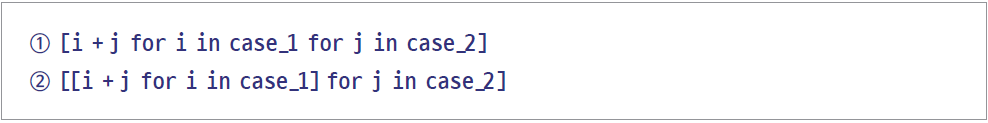 ① [i + j for i in case_1 for j in case_2]
② [[i + j for i in case_1] for j in case_2]